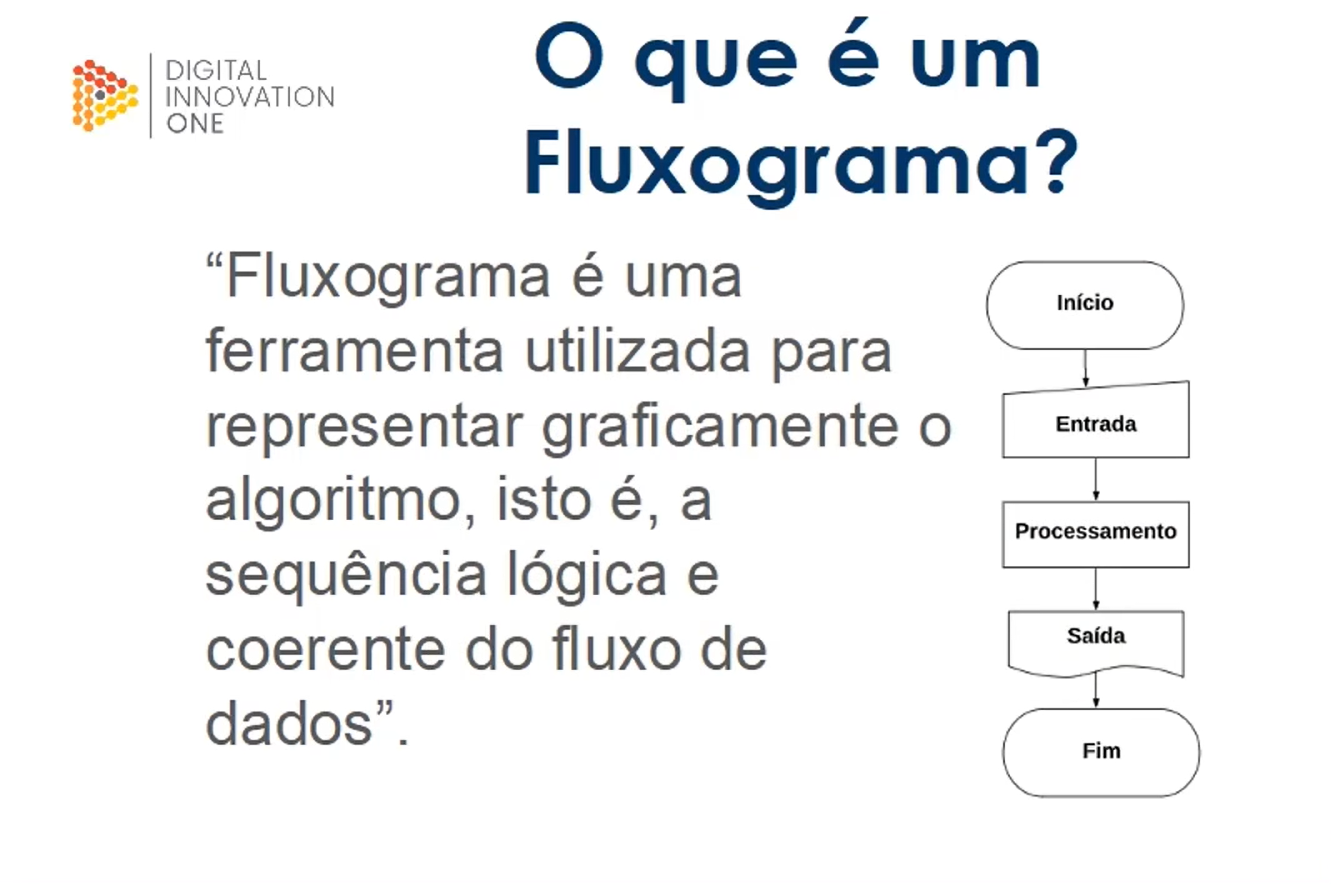 DIGITAL
INNOVATION
ONE
O que é um
Fluxograma?
“Fluxograma é uma
ferramenta utilizada para
representar graficamente o
algoritmo, isto é, a
sequência lógica e
coerente do fluxo de
dados”.
Início
Entrada
Processamento
Saída
Fim